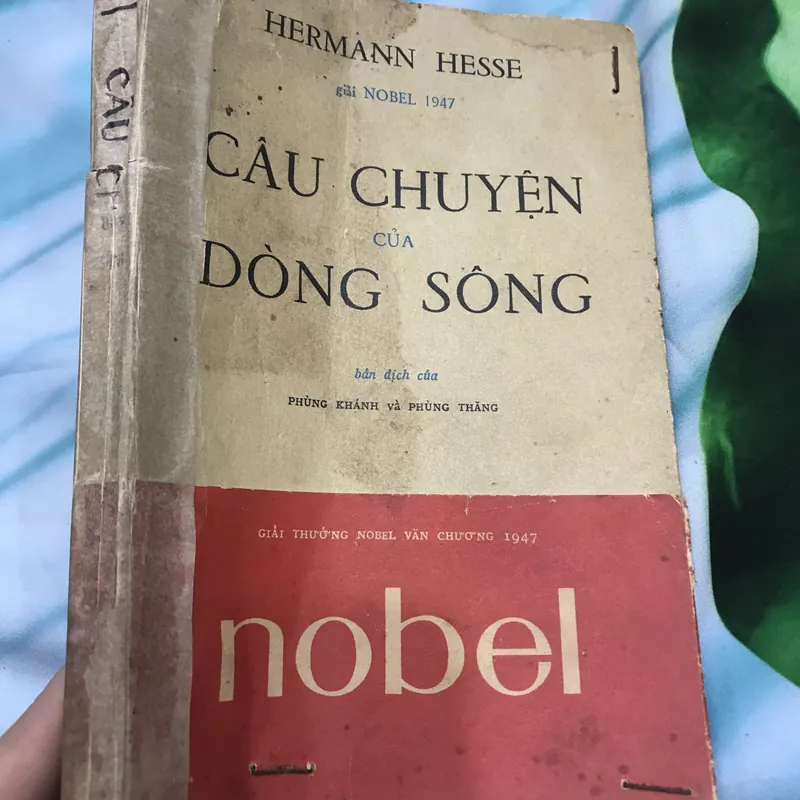 HERMANN HESSE
giải NOBEL 1947
CÂU CHUYỆN
CỦA
DÒNG SÔNG
bản dịch của
PHÙNG KHÁNH và PHÙNG THĂNG
GIẢI THƯỞNG NOBEL VĂN CHƯƠNG 1947
nobel
CÂU